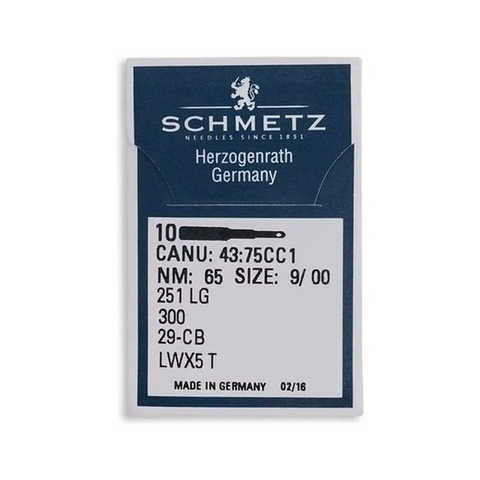 SCHMETZ
NEEDLES SINCE 1851
Herzogenrath
Germany
10
CANU: 43:75CC1
NM: 65 SIZE: 9/ 00
251 LG
300
29-CB
LWX5 T
MADE IN GERMANY 02/16